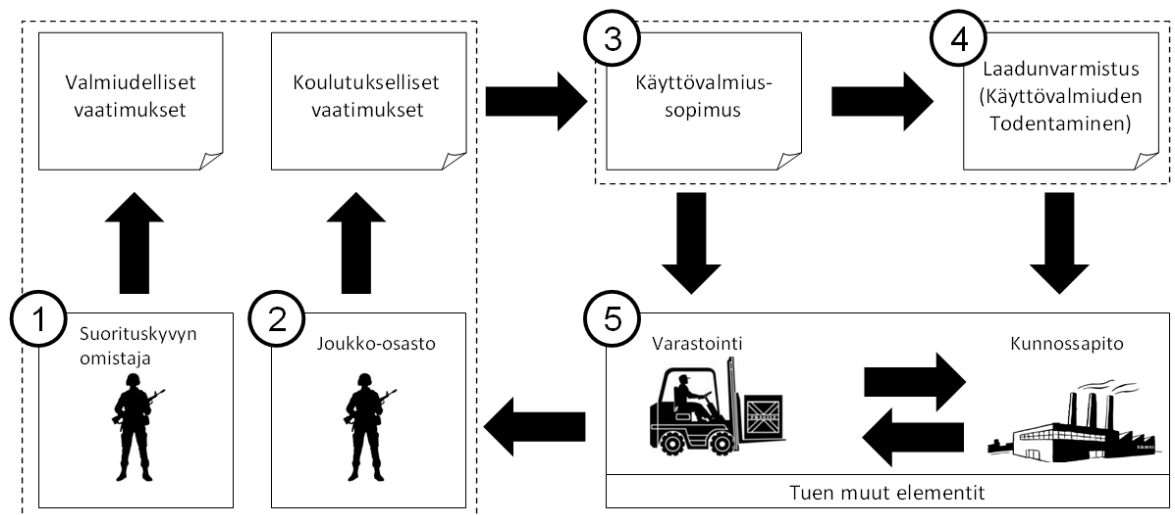 Valmiudelliset
vaatimukset
Koulutukselliset
vaatimukset
3
Käyttövalmius-
sopimus
4
Laadunvarmistus
(Käyttövalmiuden
Todentaminen)
1
Suorituskyvyn
omistaja
2
Joukko-osasto
5
Varastointi
Kunnossapito
Tuen muut elementit